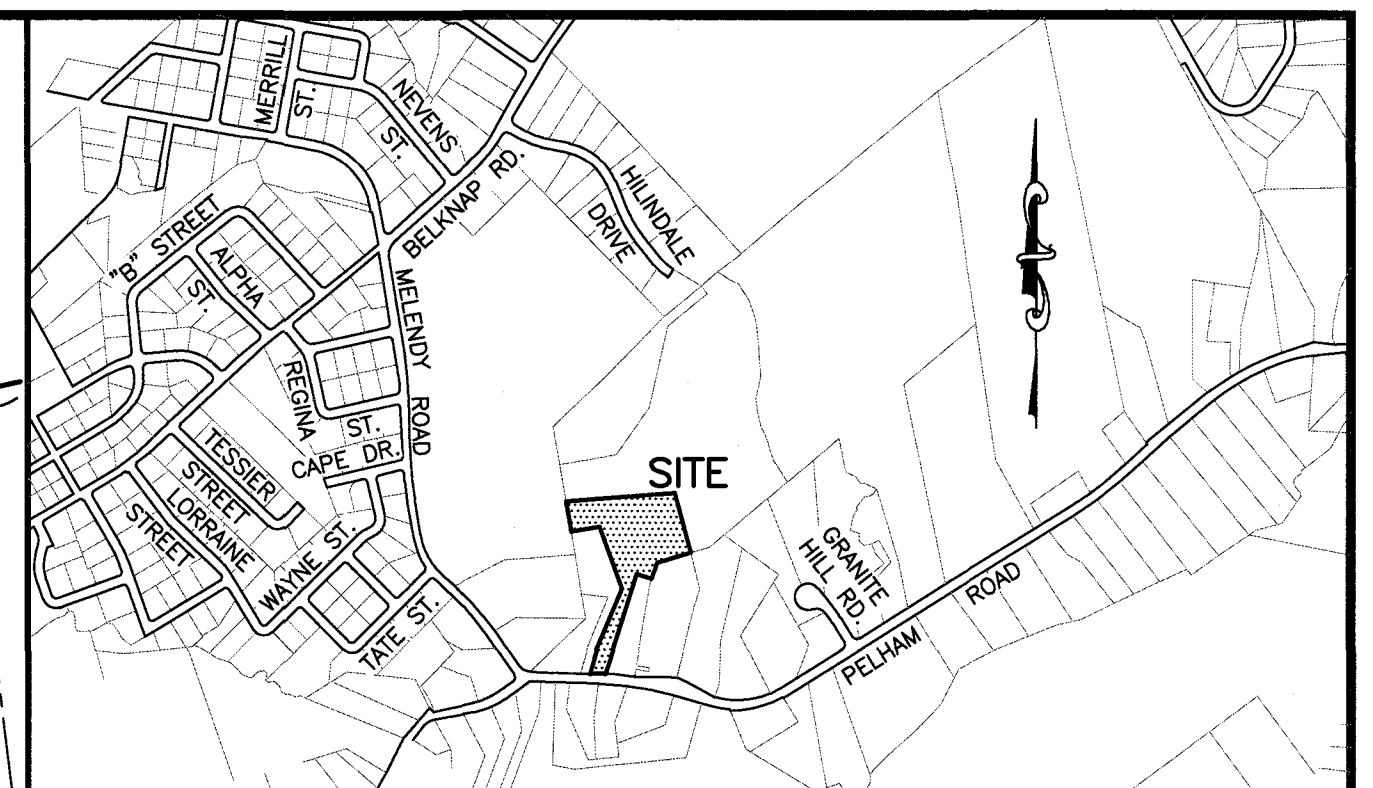 MERRILL
ST.
NEVENS
ST.
BELKNAP RD.
HILINDALE
DRIVE
"B" STREET
ALPHA
ST.
MELENDY ROAD
REGINA
ST.
CAPE DR.
TESSIER
STREET
LORRAINE
STREET
WAYNE ST.
TATE ST.
SITE
GRANITE
HILL RD.
PELHAM ROAD